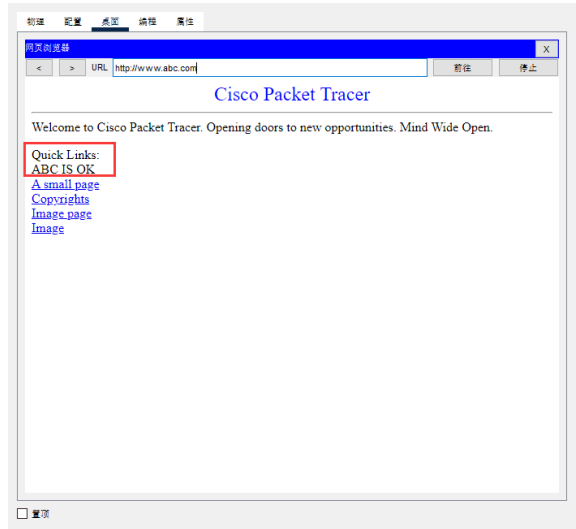 物理 配置 桌面 编程 属性
网页浏览器 X
< > URL http://www.abc.com 前往 停止
Cisco Packet Tracer
Welcome to Cisco Packet Tracer. Opening doors to new opportunities. Mind Wide Open.
Quick Links:
ABC IS OK
A small page
Copyrights
Image page
Image
置顶